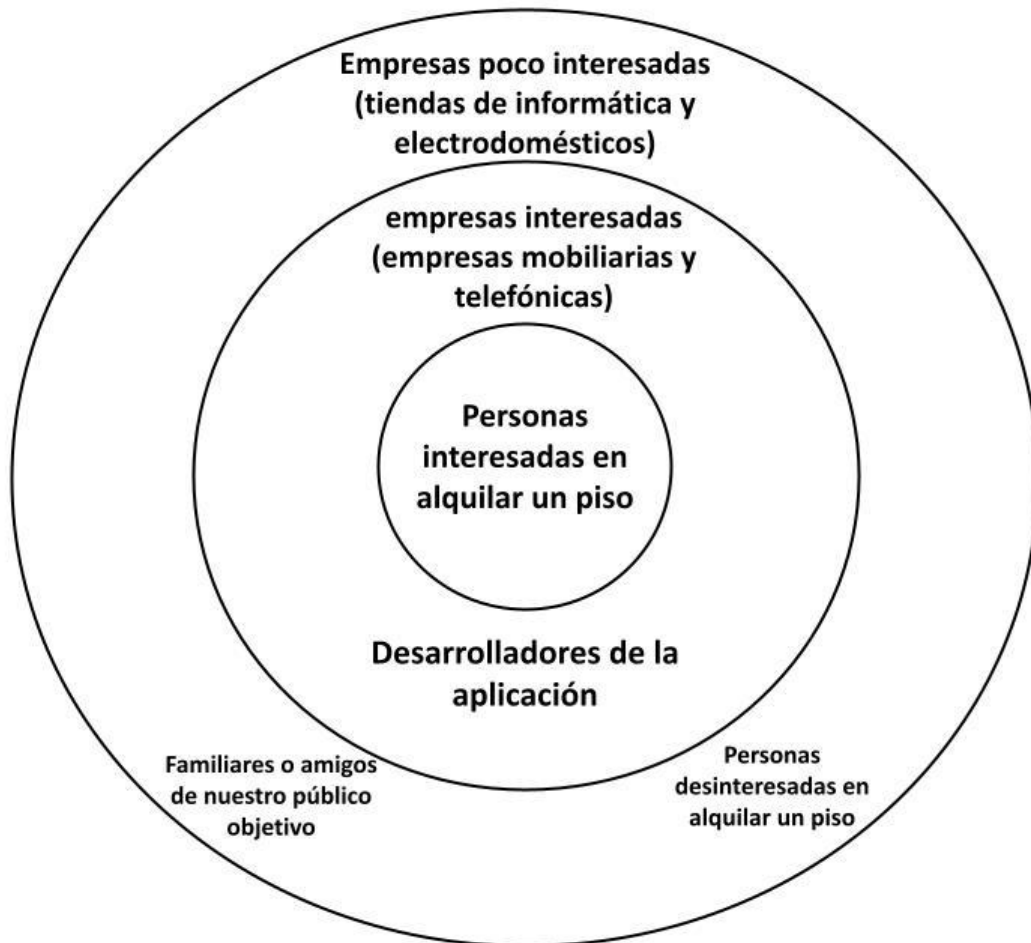 Empresas poco interesadas
(tiendas de informática y
electrodomésticos)
empresas interesadas
(empresas mobiliarias y
telefónicas)
Personas
interesadas en
alquilar un piso
Desarrolladores de la
aplicación
Familiares o amigos
de nuestro público
objetivo
Personas
desinteresadas en
alquilar un piso